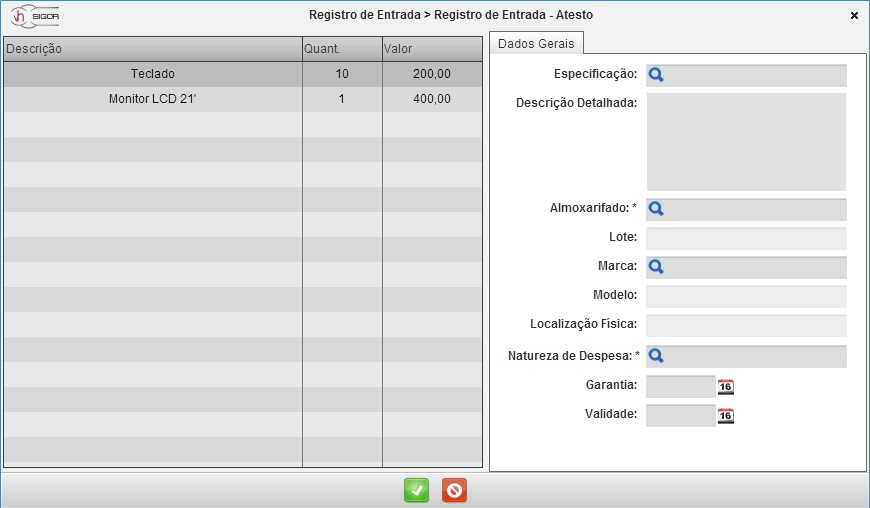 vh SIGOR
Registro de Entrada > Registro de Entrada - Atesto
Descrição Quant. Valor
Teclado 10 200,00
Monitor LCD 21' 1 400,00
Dados Gerais
Especificação:
Descrição Detalhada:
Almoxarifado: *
Lote:
Marca:
Modelo:
Localização Física:
Natureza de Despesa: *
Garantia: 16
Validade: 16